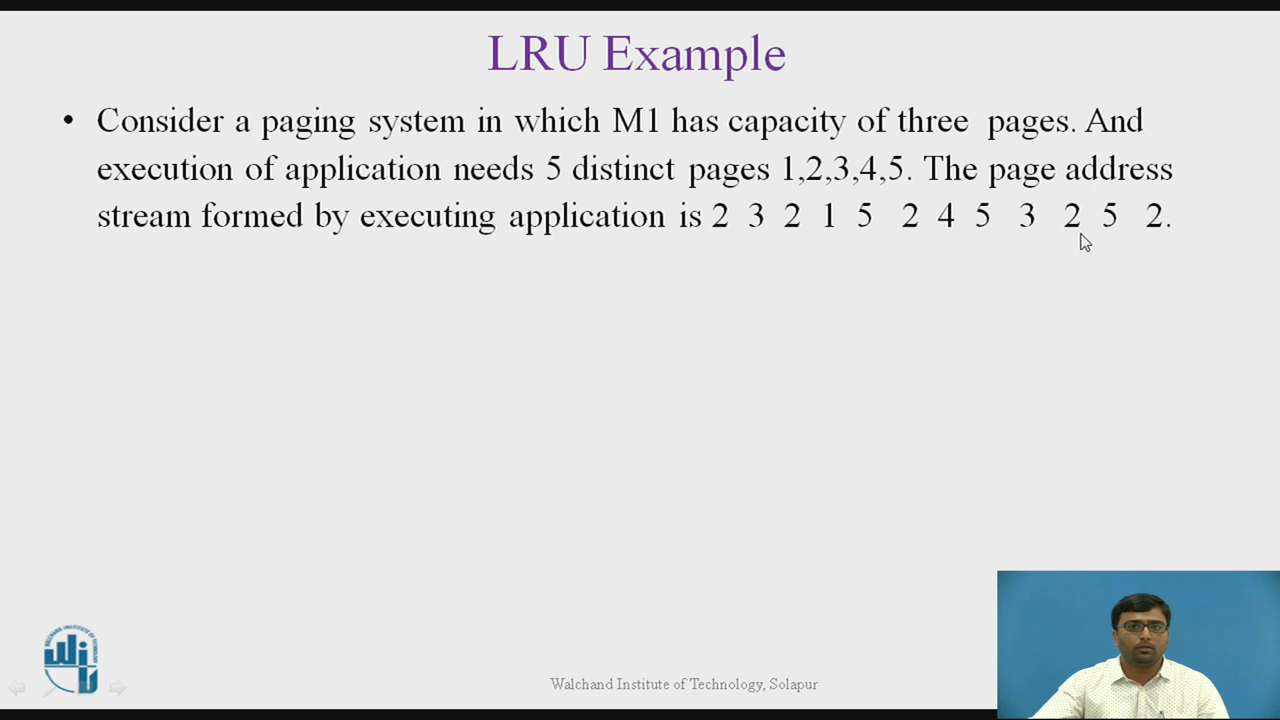 LRU Example
• Consider a paging system in which M1 has capacity of three pages. And
execution of application needs 5 distinct pages 1,2,3,4,5. The page address
stream formed by executing application is 2 3 2 1 5 2 4 5 3 2 5 2.
Walchand Institute of Technology, Solapur